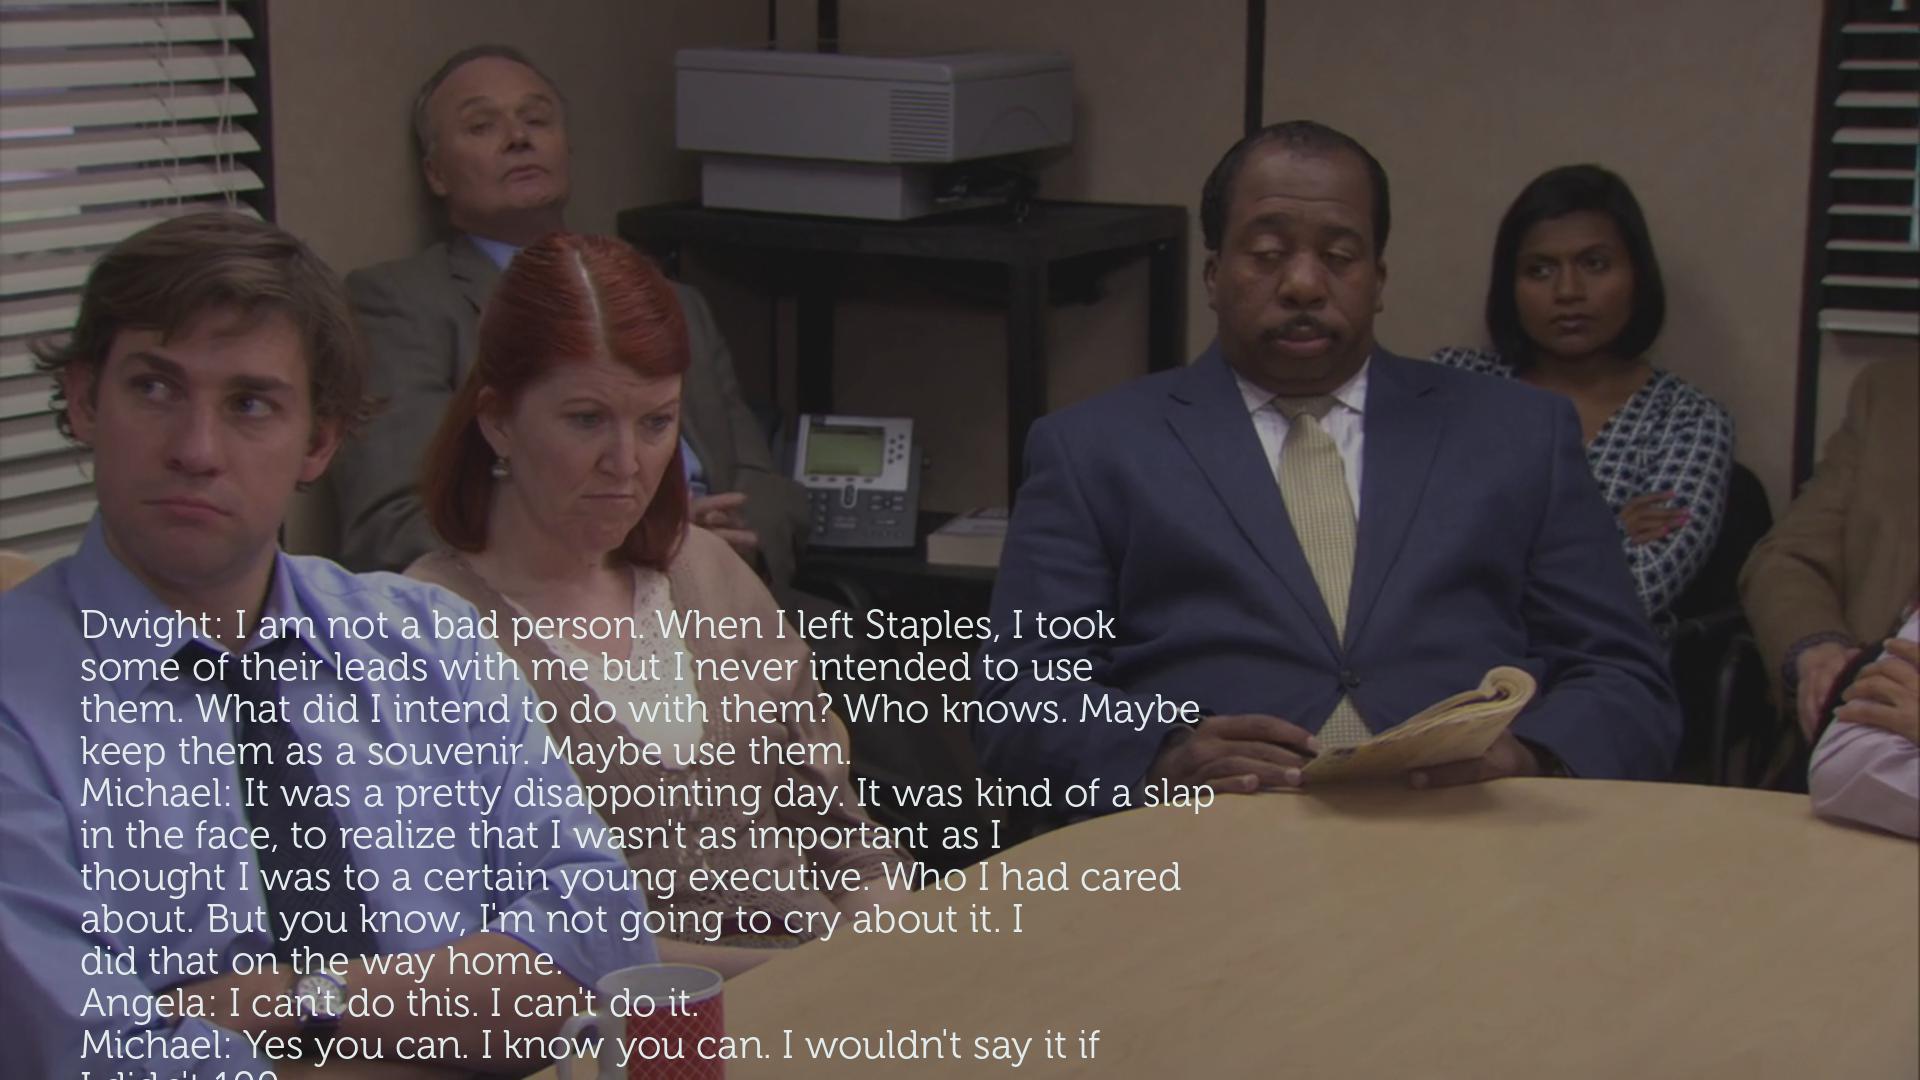 Dwight: I am not a bad person. When I left Staples, I took
some of their leads with me but I never intended to use
them. What did I intend to do with them? Who knows. Maybe
keep them as a souvenir. Maybe use them.
Michael: It was a pretty disappointing day. It was kind of a slap
in the face, to realize that I wasn't as important as I
thought I was to a certain young executive. Who I had cared
about. But you know, I'm not going to cry about it. I
did that on the way home.
Angela: I can't do this. I can't do it.
Michael: Yes you can. I know you can. I wouldn't say it if